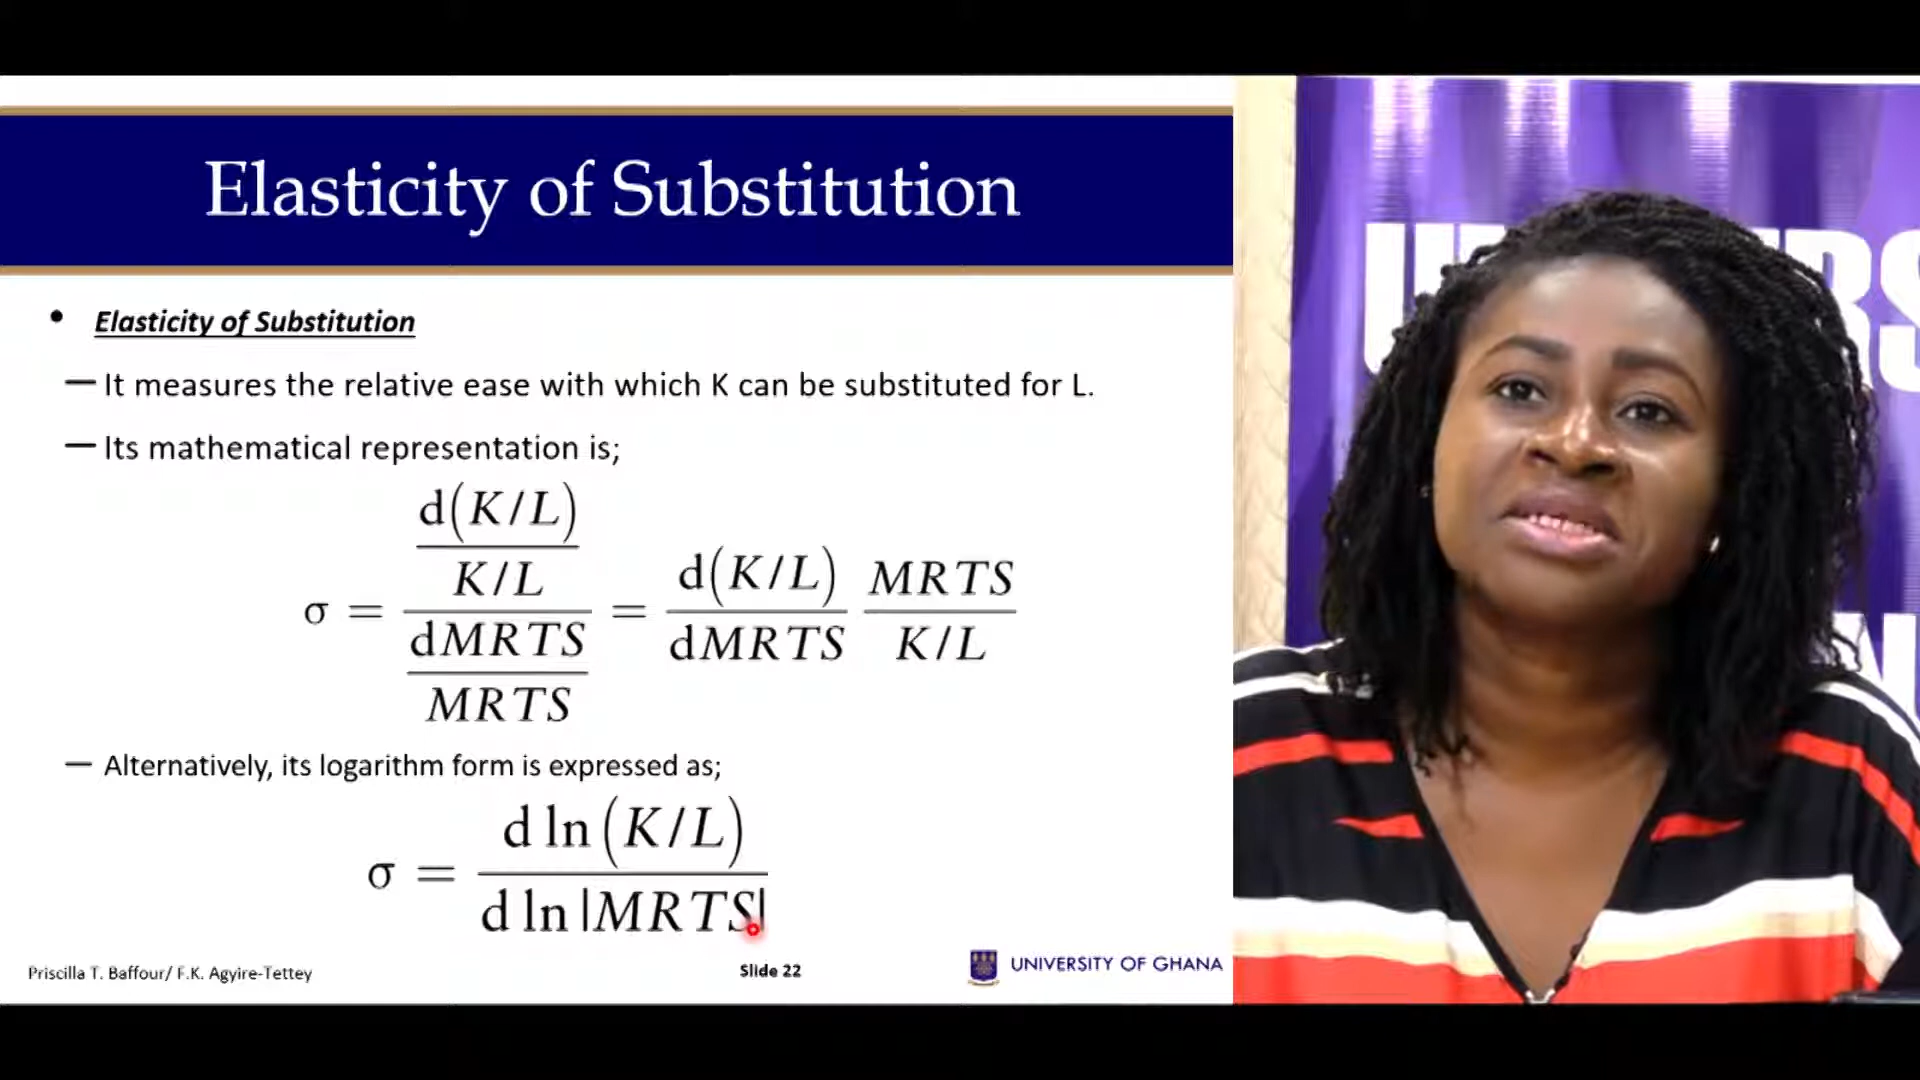 Elasticity of Substitution
• Elasticity of Substitution
— It measures the relative ease with which K can be substituted for L.
— Its mathematical representation is;
σ = (d(K/L) / (K/L)) / (dMRTS / MRTS) = d(K/L) / dMRTS MRTS / (K/L)
— Alternatively, its logarithm form is expressed as;
σ = d ln(K/L) / d ln|MRTS|
Priscilla T. Baffour/ F.K. Agyire-Tettey
Slide 22
UNIVERSITY OF GHANA